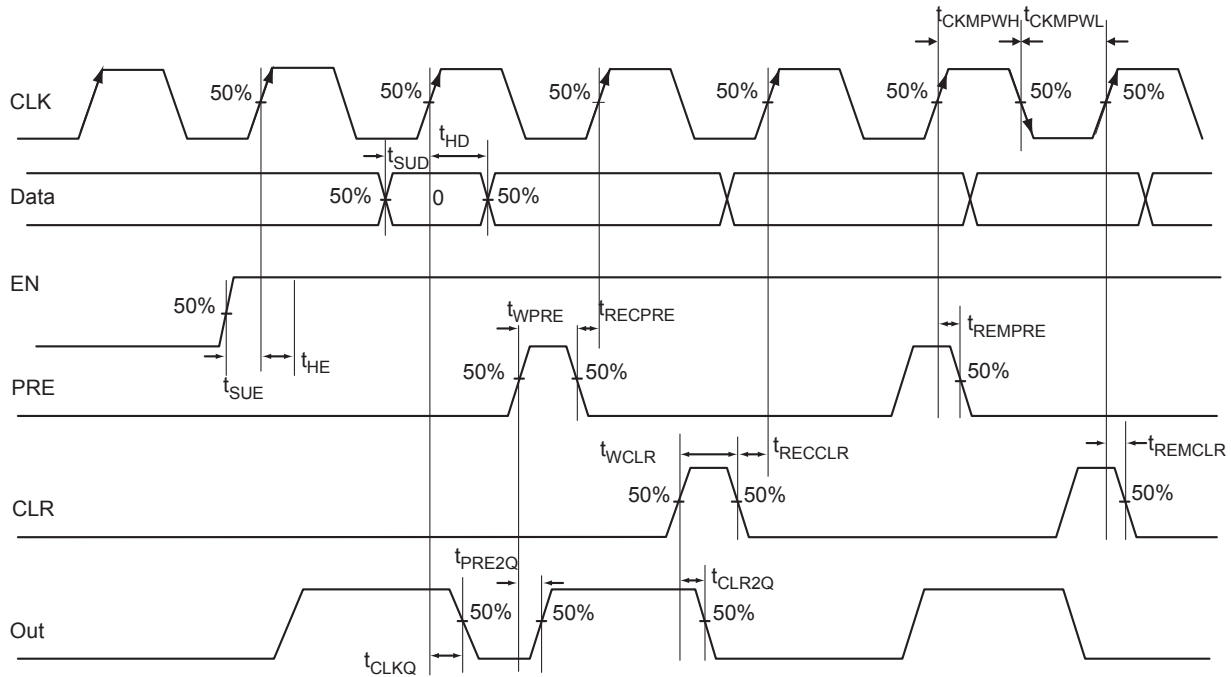 tCKMPWH tCKMPWL
CLK 50% 50% 50% 50% 50% 50% 50%
tSUD tHD
Data 50% 0 50%
EN
50% tWPRE tRECPRE tREMPRE
tSUE tHE
PRE 50% 50% 50%
tWCLR tRECCLR tREMCLR
CLR 50% 50% 50%
tPRE2Q tCLR2Q
Out 50% 50% 50%
tCLKQ